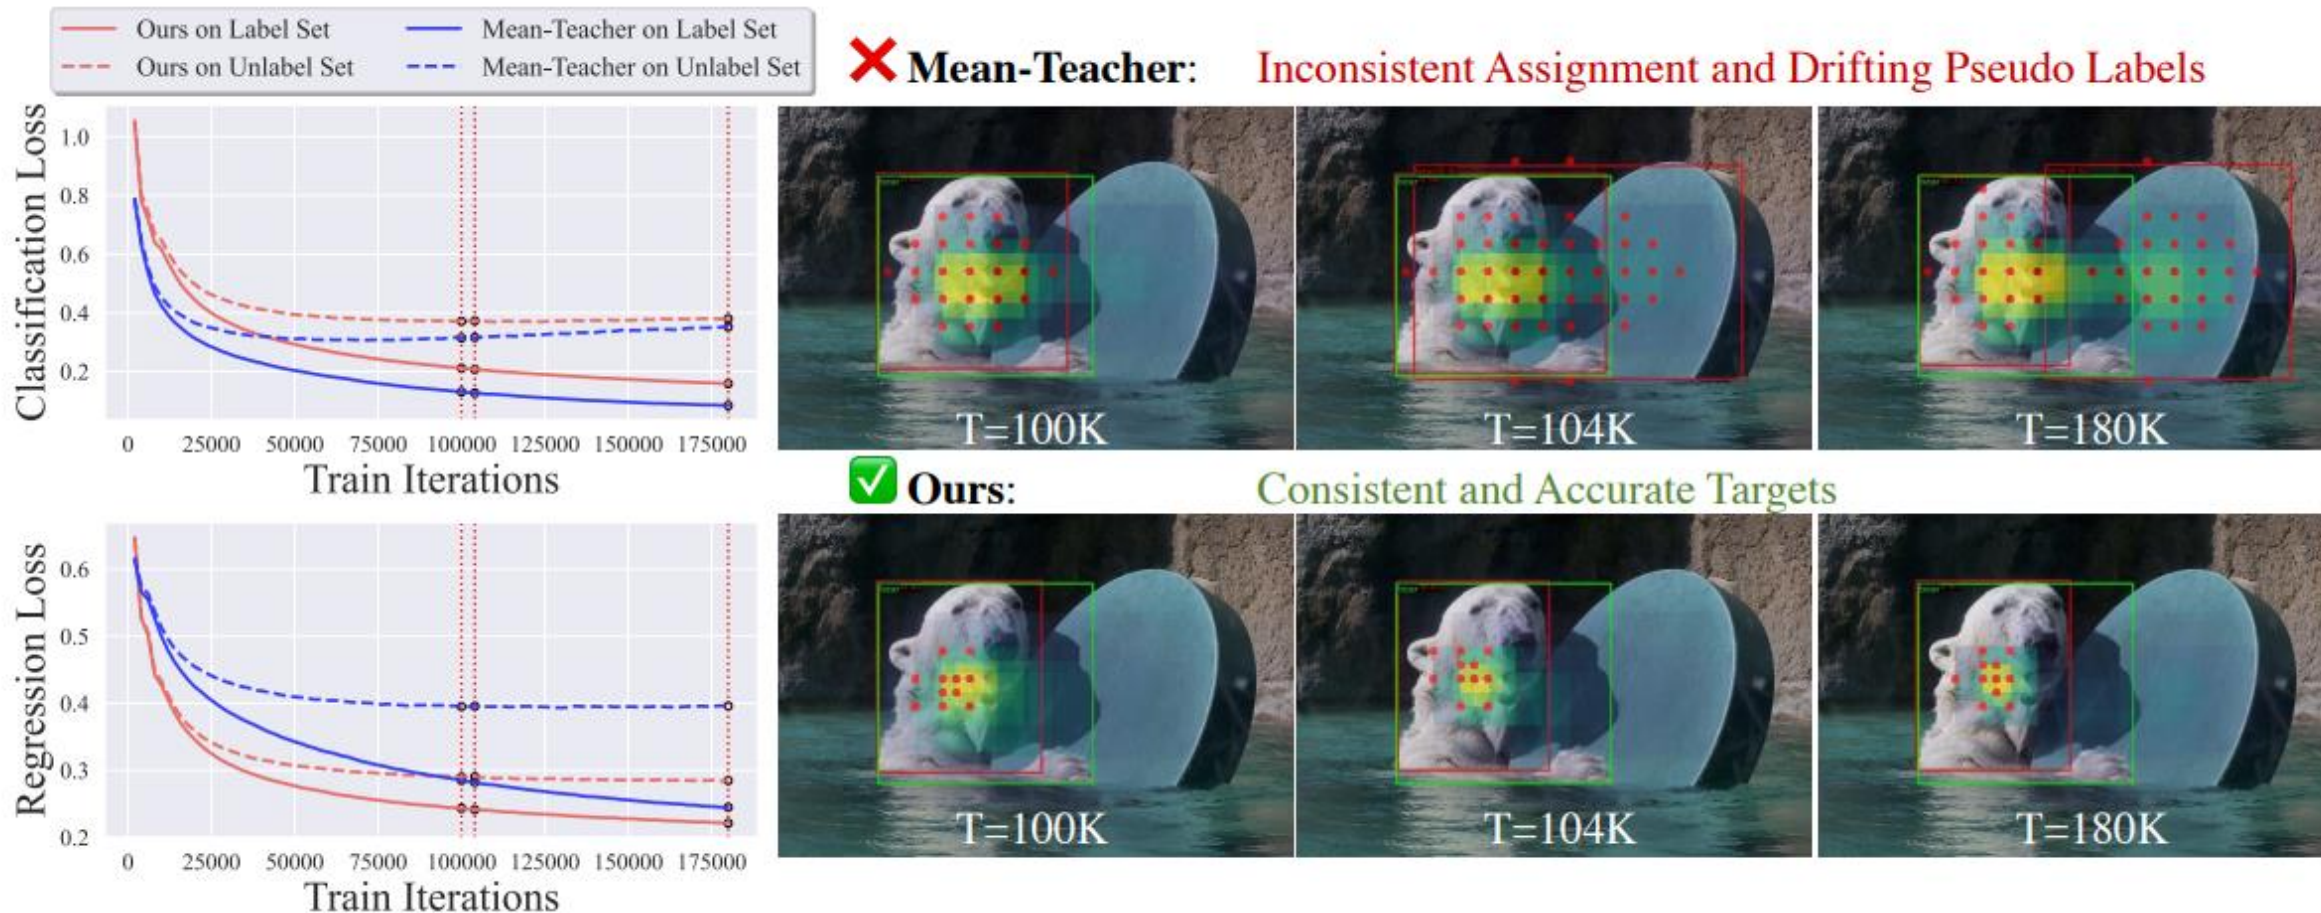 Ours on Label Set
Mean-Teacher on Label Set
Ours on Unlabel Set
Mean-Teacher on Unlabel Set
❌ Mean-Teacher: Inconsistent Assignment and Drifting Pseudo Labels
Classification Loss
1.0
0.8
0.6
0.4
0.2
0 25000 50000 75000 100000 125000 150000 175000
Train Iterations
T=100K
T=104K
T=180K
✅ Ours: Consistent and Accurate Targets
Regression Loss
0.6
0.5
0.4
0.3
0.2
0 25000 50000 75000 100000 125000 150000 175000
Train Iterations
T=100K
T=104K
T=180K